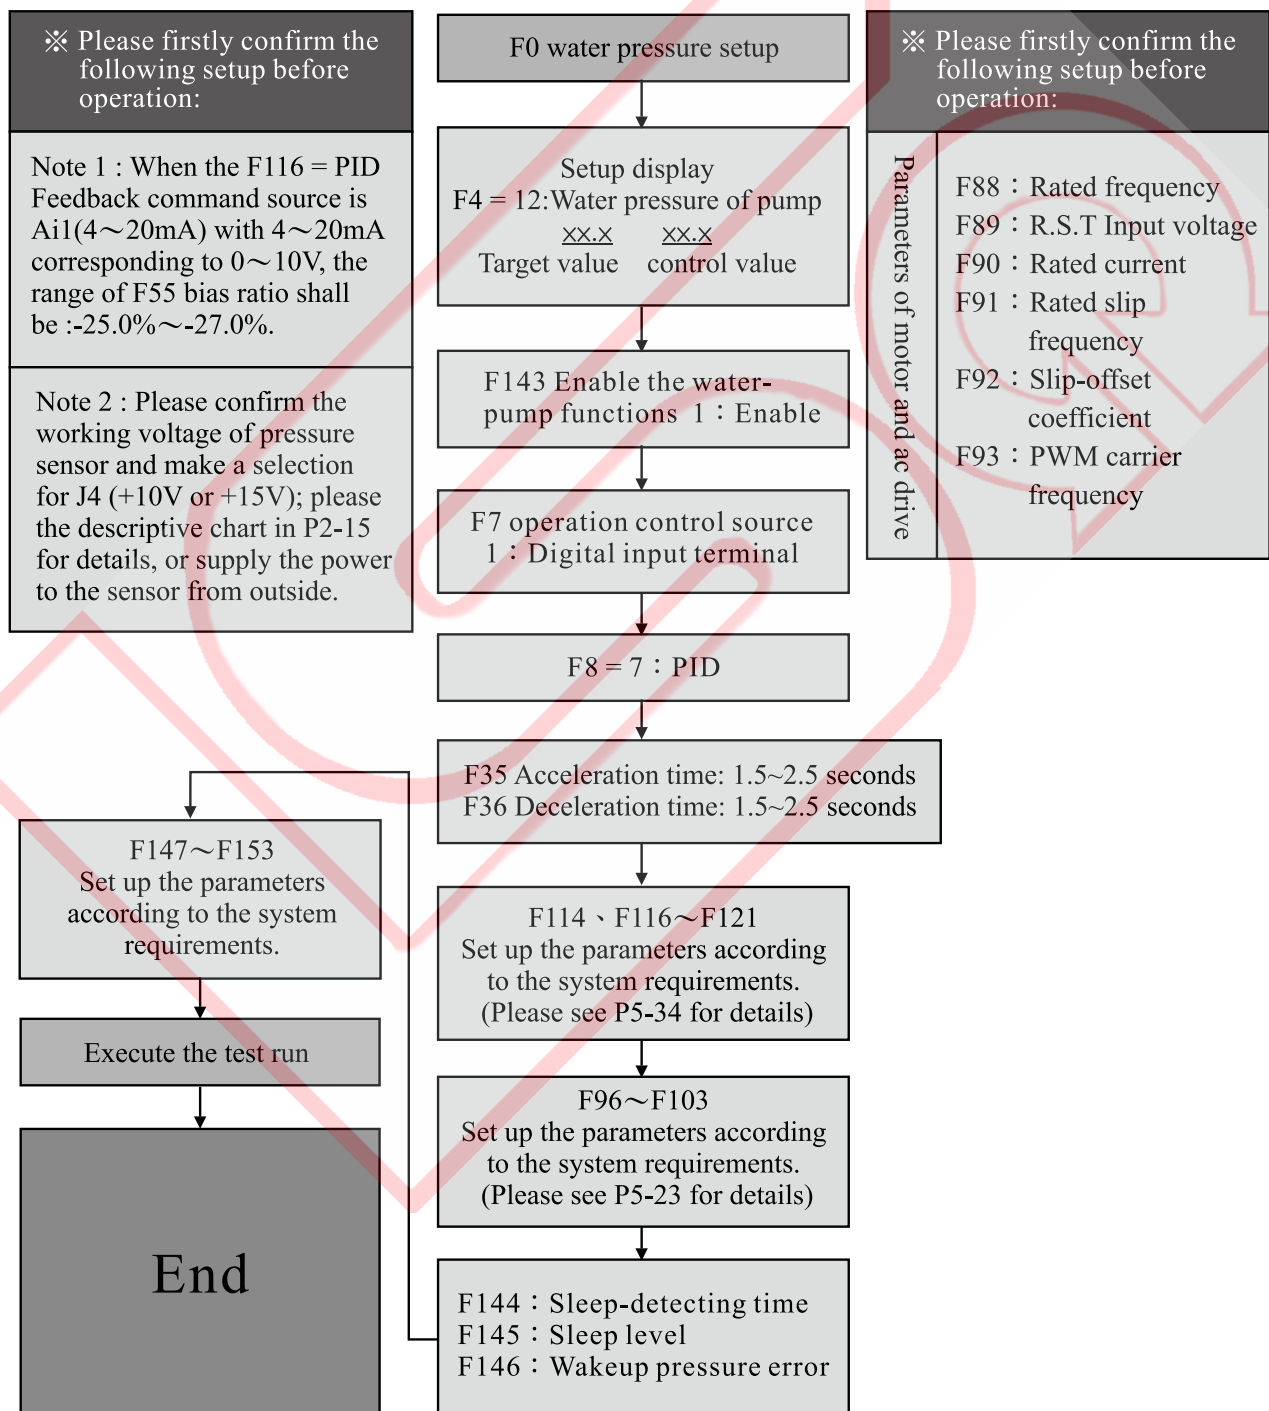 ※ Please firstly confirm the
following setup before
operation:
Note 1 : When the F116 = PID
Feedback command source is
Ai1(4～20mA) with 4～20mA
corresponding to 0～10V, the
range of F55 bias ratio shall
be :-25.0%～-27.0%.
Note 2 : Please confirm the
working voltage of pressure
sensor and make a selection
for J4 (+10V or +15V); please
the descriptive chart in P2-15
for details, or supply the power
to the sensor from outside.
F0 water pressure setup
Setup display
F4 = 12:Water pressure of pump
xx.x xx.x
Target value control value
F143 Enable the water-
pump functions 1：Enable
F7 operation control source
1：Digital input terminal
F8 = 7：PID
F35 Acceleration time: 1.5~2.5 seconds
F36 Deceleration time: 1.5~2.5 seconds
F114、F116～F121
Set up the parameters according
to the system requirements.
(Please see P5-34 for details)
F96～F103
Set up the parameters according
to the system requirements.
(Please see P5-23 for details)
F144：Sleep-detecting time
F145：Sleep level
F146：Wakeup pressure error
F147～F153
Set up the parameters
according to the system
requirements.
Execute the test run
End
※ Please firstly confirm the
following setup before
operation:
Parameters of motor and ac drive
F88：Rated frequency
F89：R.S.T Input voltage
F90：Rated current
F91：Rated slip
frequency
F92：Slip-offset
coefficient
F93：PWM carrier
frequency